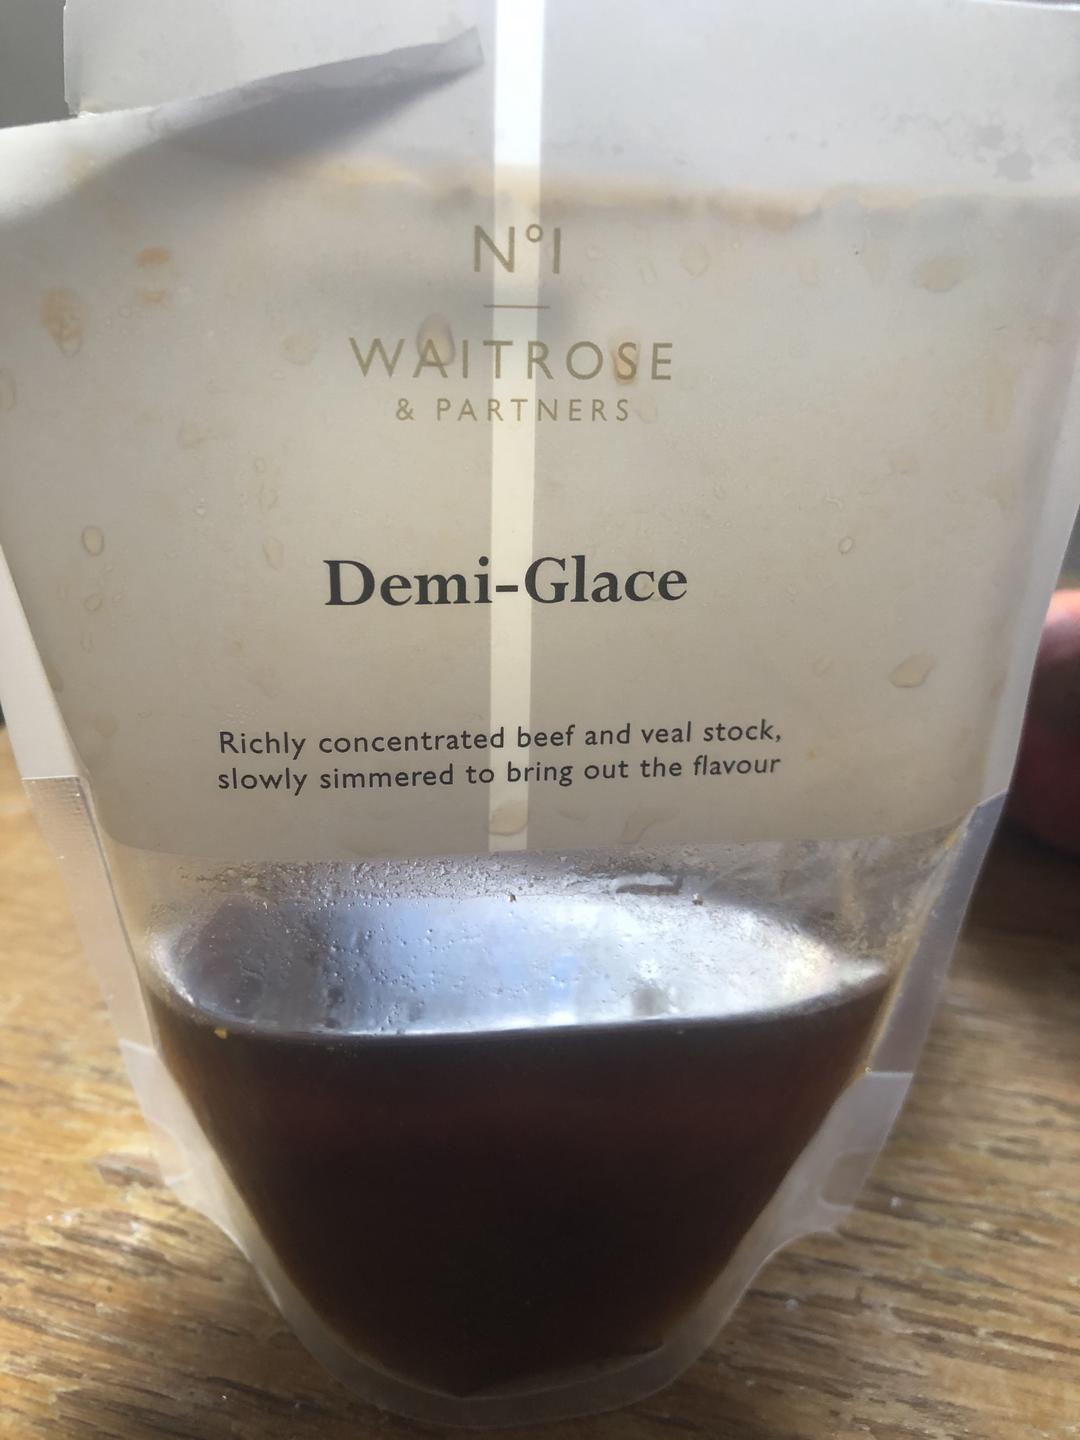 Nº1
WAITROSE
& PARTNERS
Demi-Glace
Richly concentrated beef and veal stock,
slowly simmered to bring out the flavour